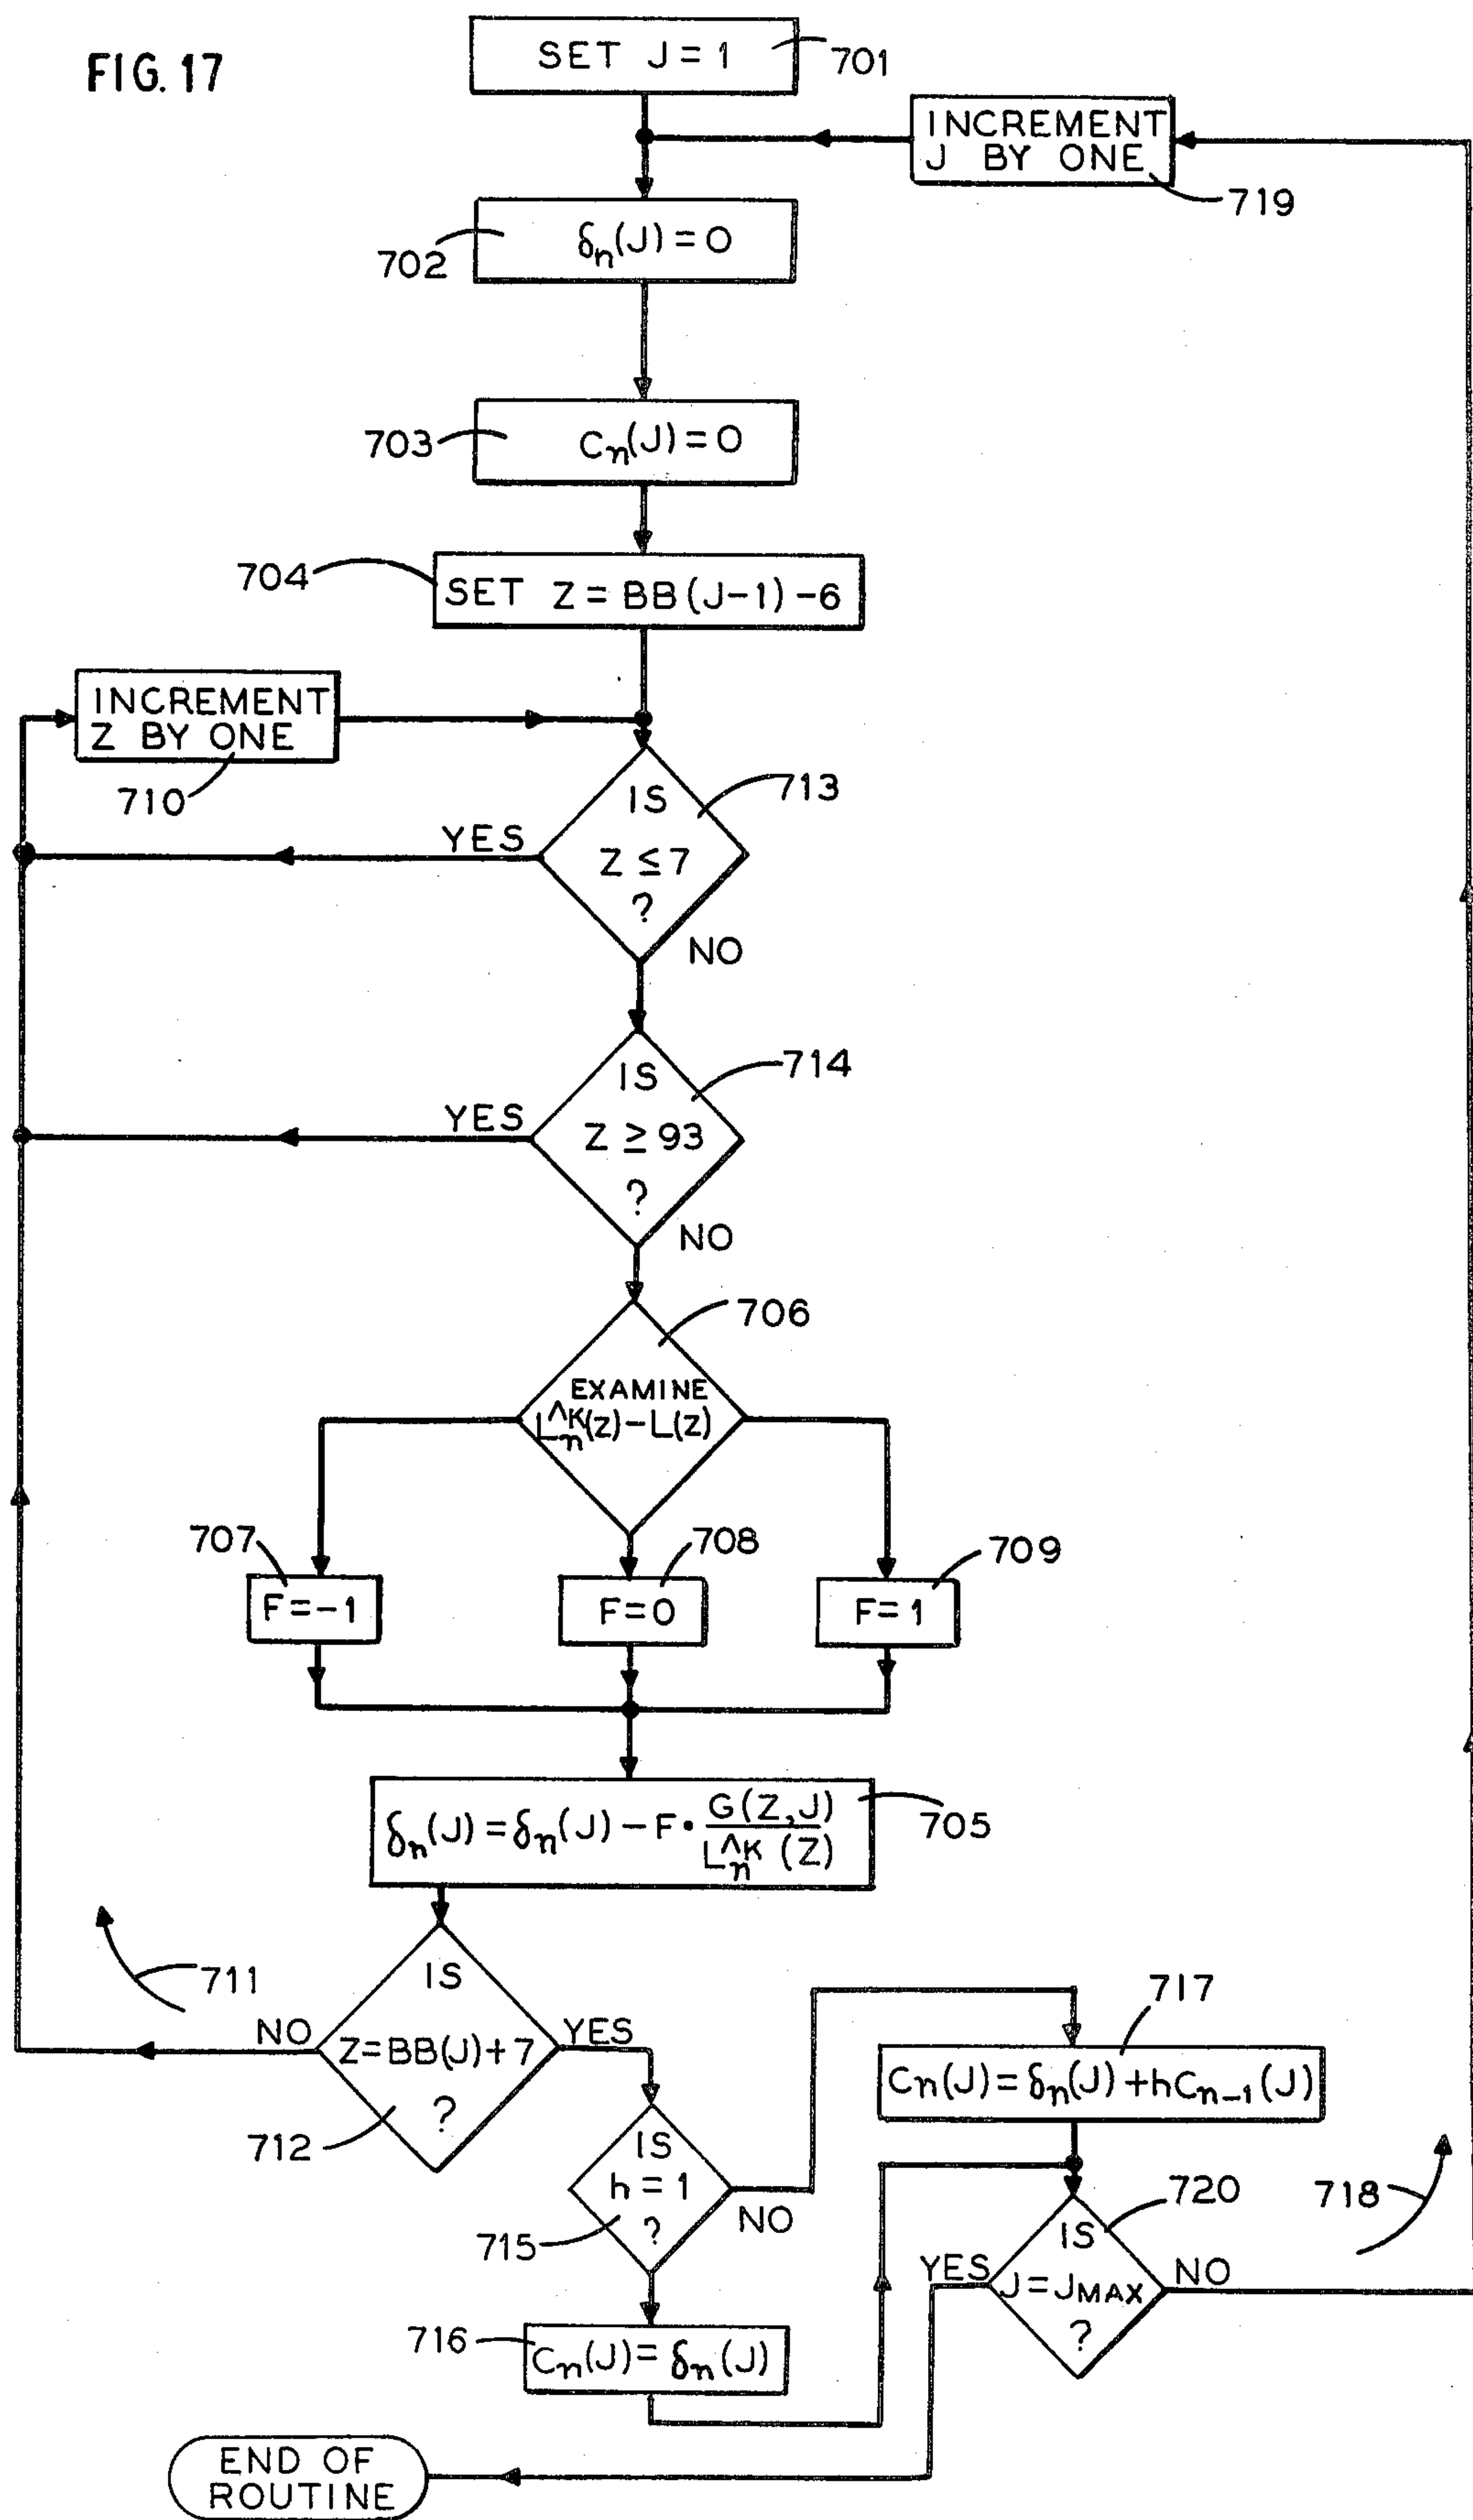 FIG. 17
SET J = 1
701
INCREMENT
J BY ONE
719
702
δn(J) = 0
703
Cn(J) = 0
704
SET Z = BB(J-1) -6
INCREMENT
Z BY ONE
710
713
IS
Z ≤ 7
?
YES
NO
714
IS
Z ≥ 93
?
YES
NO
706
EXAMINE
L^K_n(Z) - L(Z)
707
708
709
F = -1
F = 0
F = 1
δn(J) = δn(J) - F • G(Z,J)
L^K_n (Z)
705
711
IS
Z=BB(J)+7
?
NO
YES
712
717
Cn(J) = δn(J) + hCn-1(J)
IS
h = 1
?
NO
715
720
718
IS
J = JMAX
?
YES
NO
716
Cn(J) = δn(J)
END OF
ROUTINE